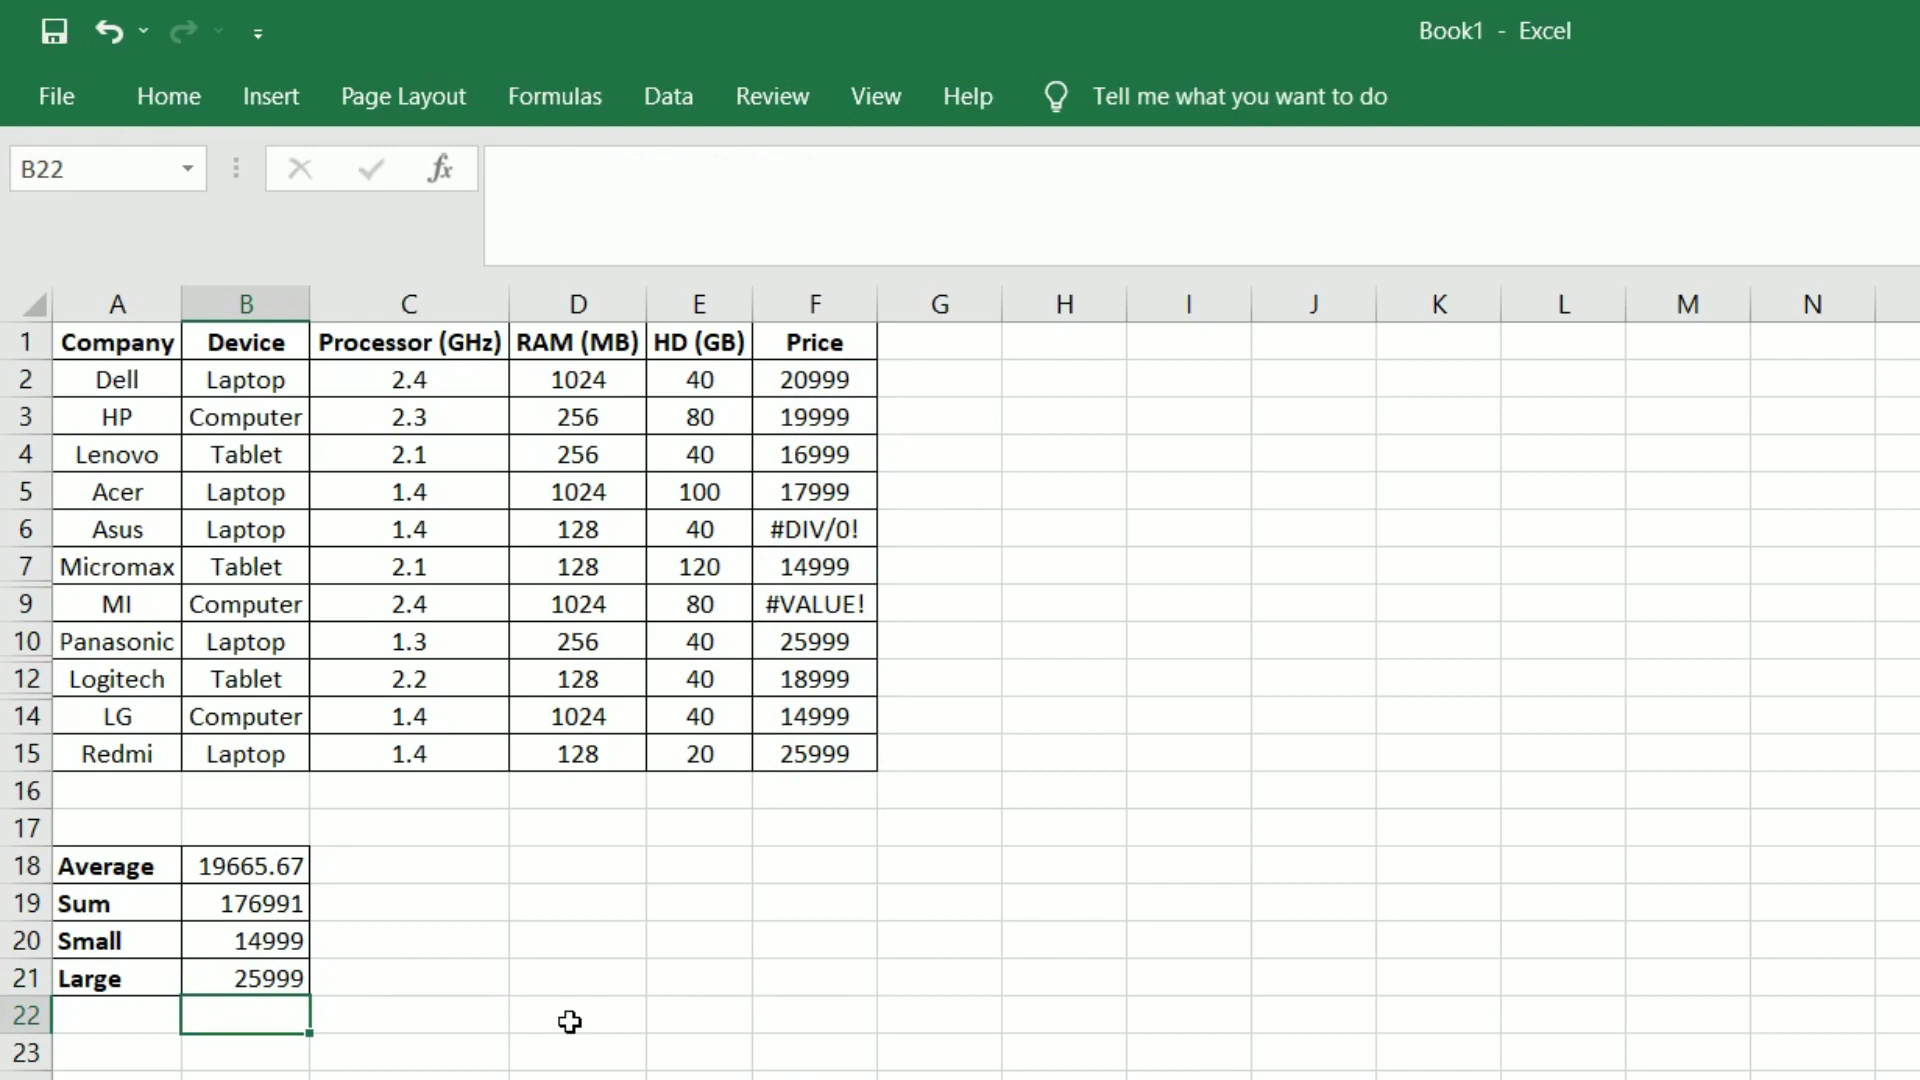 Book1 - Excel
File Home Insert Page Layout Formulas Data Review View Help Tell me what you want to do
B22 fx
A B C D E F G H I J K L M N
1 Company Device Processor (GHz) RAM (MB) HD (GB) Price
2 Dell Laptop 2.4 1024 40 20999
3 HP Computer 2.3 256 80 19999
4 Lenovo Tablet 2.1 256 40 16999
5 Acer Laptop 1.4 1024 100 17999
6 Asus Laptop 1.4 128 40 #DIV/0!
7 Micromax Tablet 2.1 128 120 14999
9 MI Computer 2.4 1024 80 #VALUE!
10 Panasonic Laptop 1.3 256 40 25999
12 Logitech Tablet 2.2 128 40 18999
14 LG Computer 1.4 1024 40 14999
15 Redmi Laptop 1.4 128 20 25999
16
17
18 Average 19665.67
19 Sum 176991
20 Small 14999
21 Large 25999
22
23